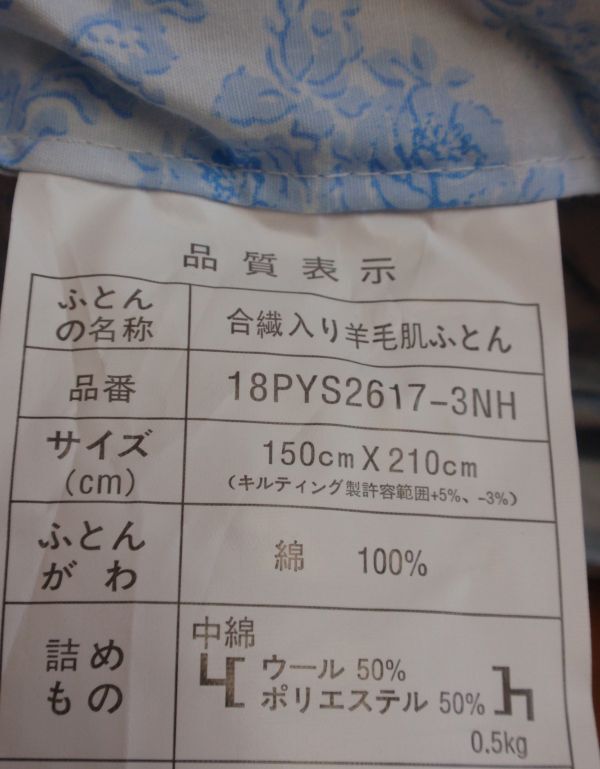 品質表示
ふとん
の名称
合繊入り羊毛肌ふとん
品番
18PYS2617-3NH
サイズ
(cm)
150cm X 210cm
(キルティング製許容範囲+5%、-3%)
ふとん
がわ
綿 100%
詰め
もの
中綿
ウール 50%
ポリエステル 50%
0.5kg